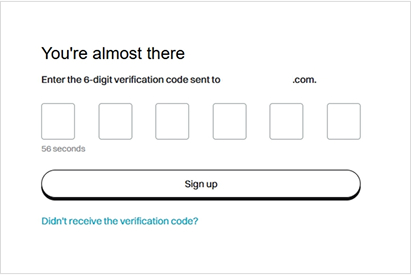 You're almost there
Enter the 6-digit verification code sent to .com.
56 seconds
Sign up
Didn't receive the verification code?